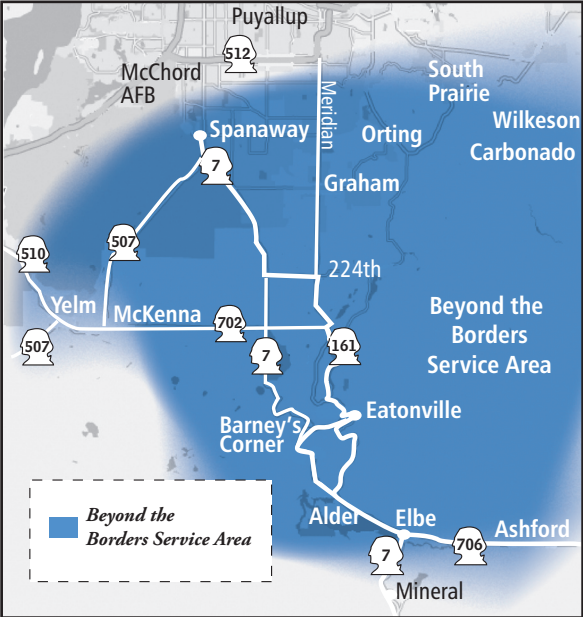 Puyallup
512
McChord
AFB
South
Prairie
Meridian
Wilkeson
Spanaway
Orting
Carbonado
7
Graham
507
510
224th
Yelm
McKenna
702
Beyond the
Borders
Service Area
507
7
161
Eatonville
Barney's
Corner
Alder
Elbe
Ashford
706
7
Mineral
Beyond the
Borders Service Area